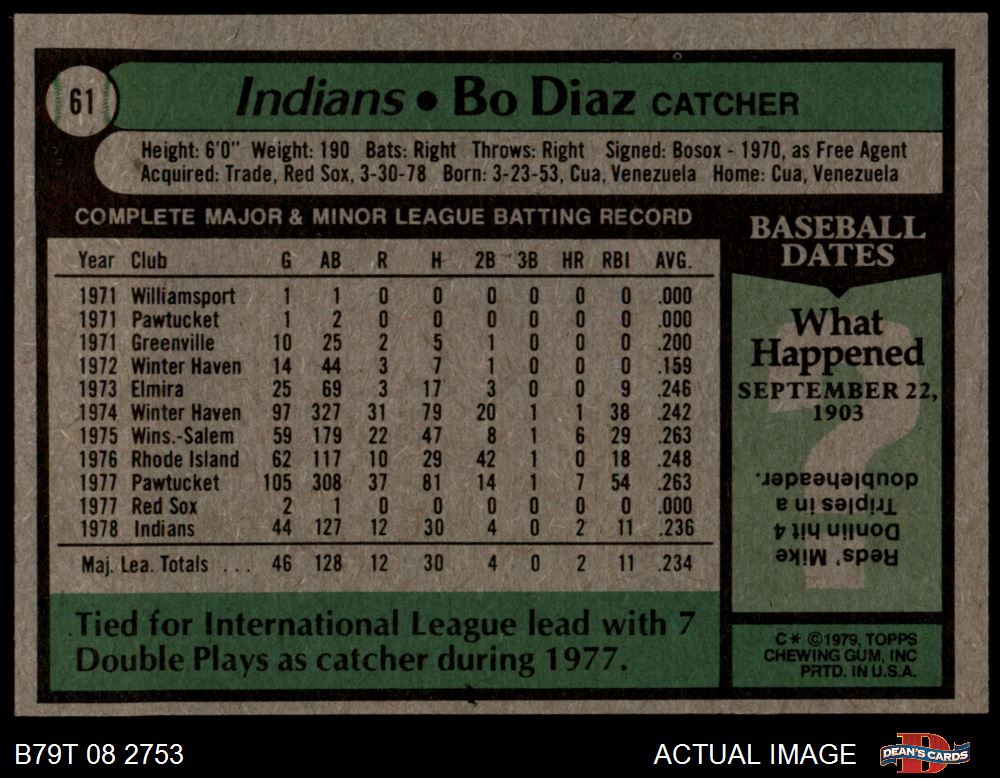 61
Indians • Bo Diaz CATCHER
Height: 6'0" Weight: 190 Bats: Right Throws: Right Signed: Bosox - 1970, as Free Agent
Acquired: Trade, Red Sox, 3-30-78 Born: 3-23-53, Cua, Venezuela Home: Cua, Venezuela
COMPLETE MAJOR & MINOR LEAGUE BATTING RECORD
Year Club G AB R H 2B 3B HR RBI AVG.
1971 Williamsport 1 1 0 0 0 0 0 0 .000
1971 Pawtucket 1 2 0 0 0 0 0 0 .000
1971 Greenville 10 25 2 5 1 0 0 0 .200
1972 Winter Haven 14 44 3 7 1 0 0 0 .159
1973 Elmira 25 69 3 17 3 0 0 9 .246
1974 Winter Haven 97 327 31 79 20 1 1 38 .242
1975 Wins.-Salem 59 179 22 47 8 1 6 29 .263
1976 Rhode Island 62 117 10 29 42 1 0 18 .248
1977 Pawtucket 105 308 37 81 14 1 7 54 .263
1977 Red Sox 2 1 0 0 0 0 0 0 .000
1978 Indians 44 127 12 30 4 0 2 11 .236
Maj. Lea. Totals ... 46 128 12 30 4 0 2 11 .234
Tied for International League lead with 7
Double Plays as catcher during 1977.
BASEBALL
DATES
What
Happened
SEPTEMBER 22,
1903
Reds' Mike
Donlin hit 4
Triples in a
doubleheader.
C* ©1979, TOPPS
CHEWING GUM, INC
PRTD. IN U.S.A.
B79T 08 2753
ACTUAL IMAGE
DEAN'S CARDS